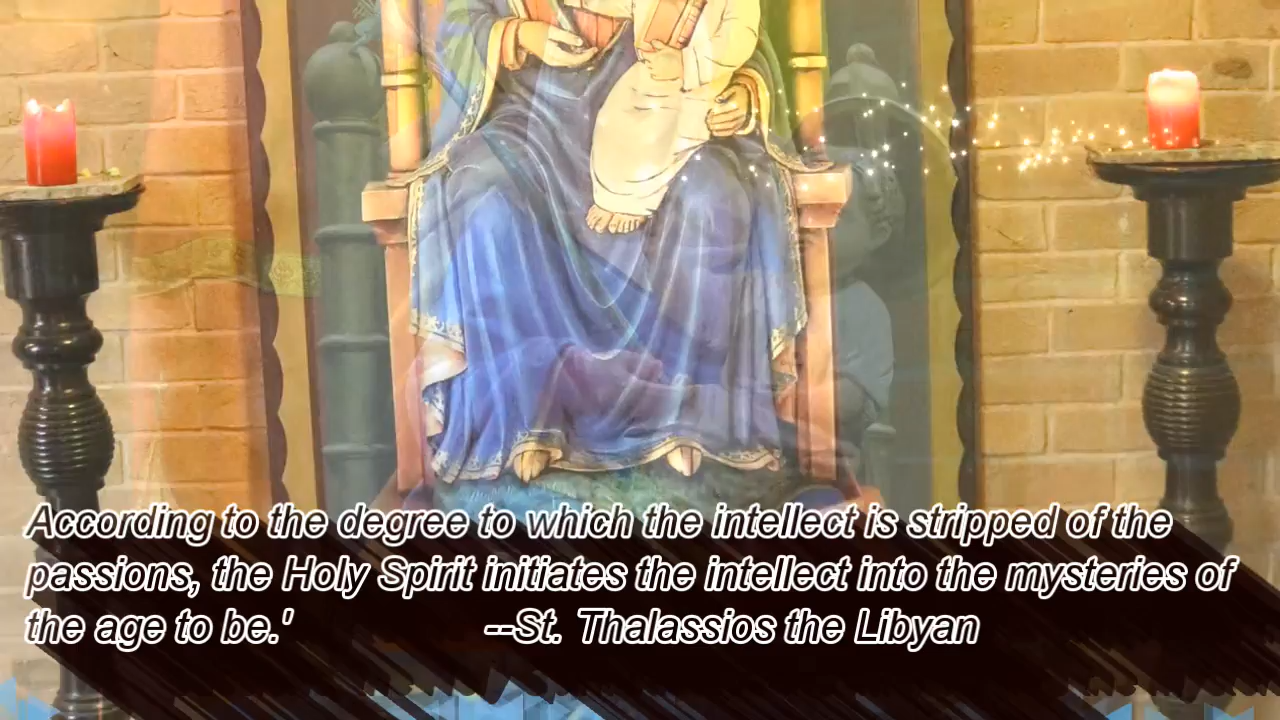 According to the degree to which the intellect is stripped of the
passions, the Holy Spirit initiates the intellect into the mysteries of
the age to be.' --St. Thalassios the Libyan